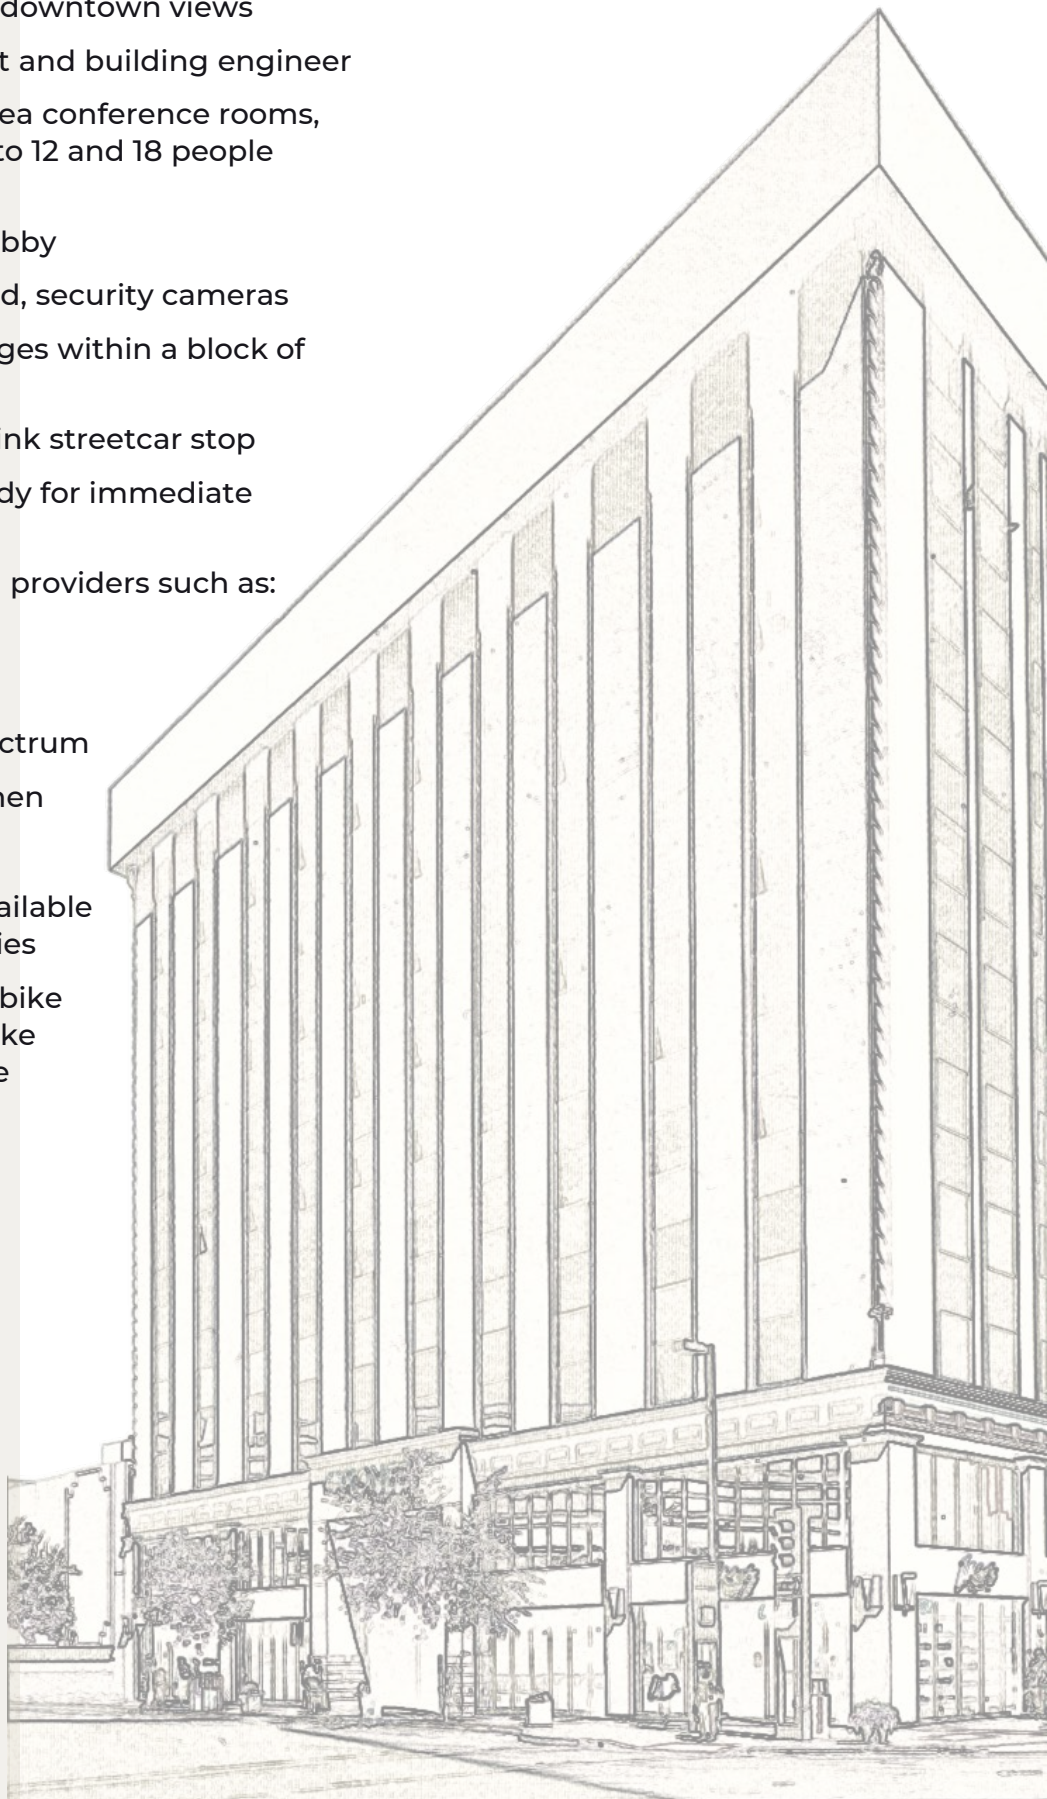 downtown views
t and building engineer
ea conference rooms,
to 12 and 18 people
bby
d, security cameras
ges within a block of
ink streetcar stop
dy for immediate
providers such as:
ctrum
nen
ailable
ies
bike
ke
e